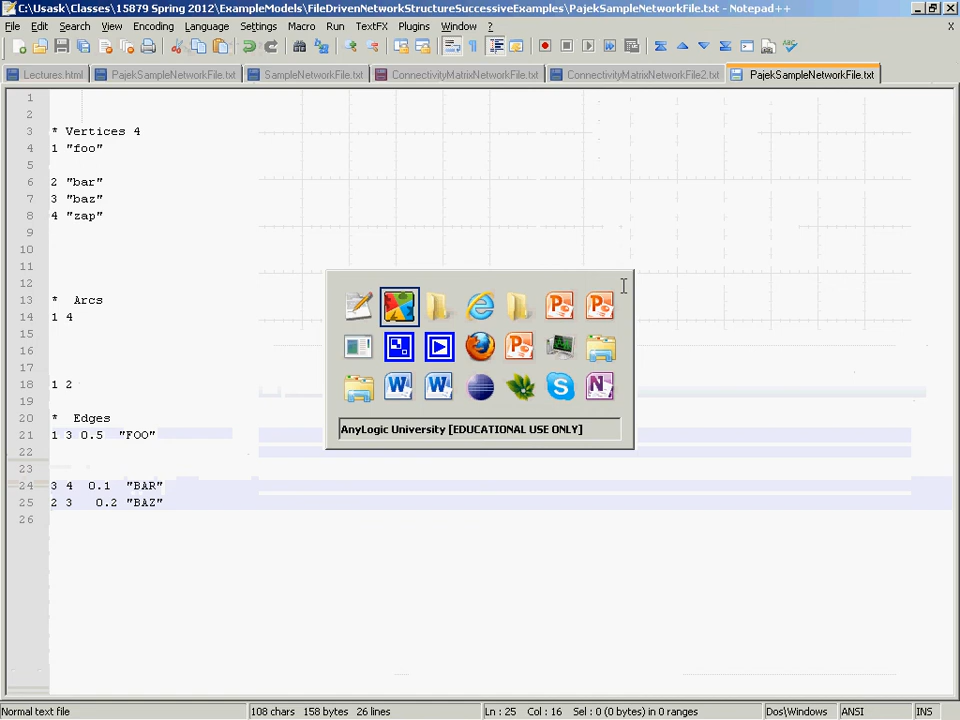 C:\Usask\Classes\15879 Spring 2012\ExampleModels\FileDrivenNetworkStructureSuccessiveExamples\PajekSampleNetworkFile.txt - Notepad++
File Edit Search View Encoding Language Settings Macro Run TextFX Plugins Window ? X
Lectures.html PajekSampleNetworkFile.txt SampleNetworkFile.txt ConnectivityMatrixNetworkFile.txt ConnectivityMatrixNetworkFile2.txt PajekSampleNetworkFile.txt
1
2
3 * Vertices 4
4 1 "foo"
5
6 2 "bar"
7 3 "baz"
8 4 "zap"
9
10
11
12
13 * Arcs
14 1 4
15
16
17
18 1 2
19
20 * Edges
21 1 3 0.5 "FOO"
22
23
24 3 4 0.1 "BAR"
25 2 3 0.2 "BAZ"
26
AnyLogic University [EDUCATIONAL USE ONLY]
Normal text file 108 chars 158 bytes 26 lines Ln : 25 Col : 16 Sel : 0 (0 bytes) in 0 ranges Dos\Windows ANSI INS